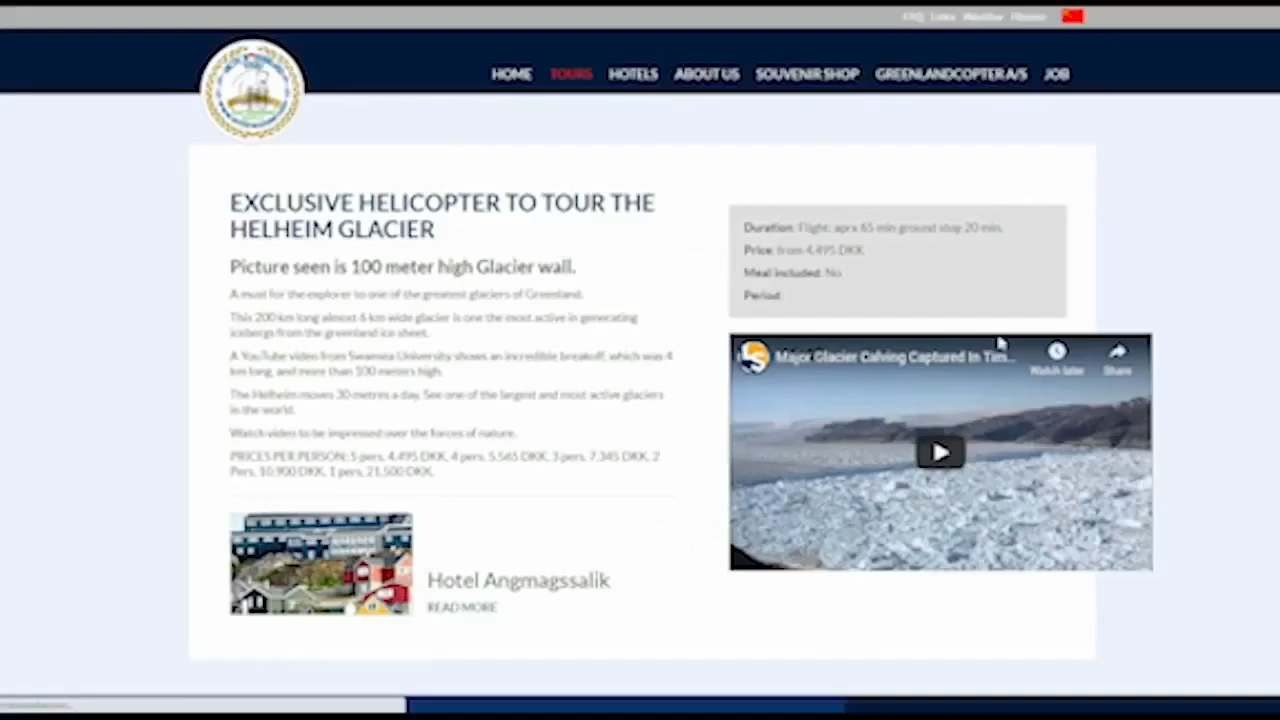 FAQ Links Weather
HOME TOURS HOTELS ABOUT US SOUVENIR SHOP GREENLANDCOPTER A/S JOB
EXCLUSIVE HELICOPTER TO TOUR THE
HELHEIM GLACIER
Picture seen is 100 meter high Glacier wall.
A must for the explorer to one of the greatest glaciers of Greenland.
This 200 km long almost 6 km wide glacier is one the most active in generating
icebergs from the greenland ice sheet.
A YouTube video from Swansea University shows an incredible breakoff, which was 4
km long, and more than 100 meters high.
The Helheim moves 30 metres a day. See one of the largest and most active glaciers
in the world.
Watch video to be impressed over the forces of nature.
PRICES PER PERSON: 5 pers, 4.495 DKK, 4 pers. 5.565 DKK, 3 pers. 7.345 DKK, 2
Pers, 10.900 DKK, 1 pers, 21.500 DKK.
Duration: Flight: aprx 65 min ground stop 20 min.
Price: from 4.495 DKK
Meal included: No
Period:
Major Glacier Calving Captured In Tim...
Watch later Share
Hotel Angmagssalik
READ MORE